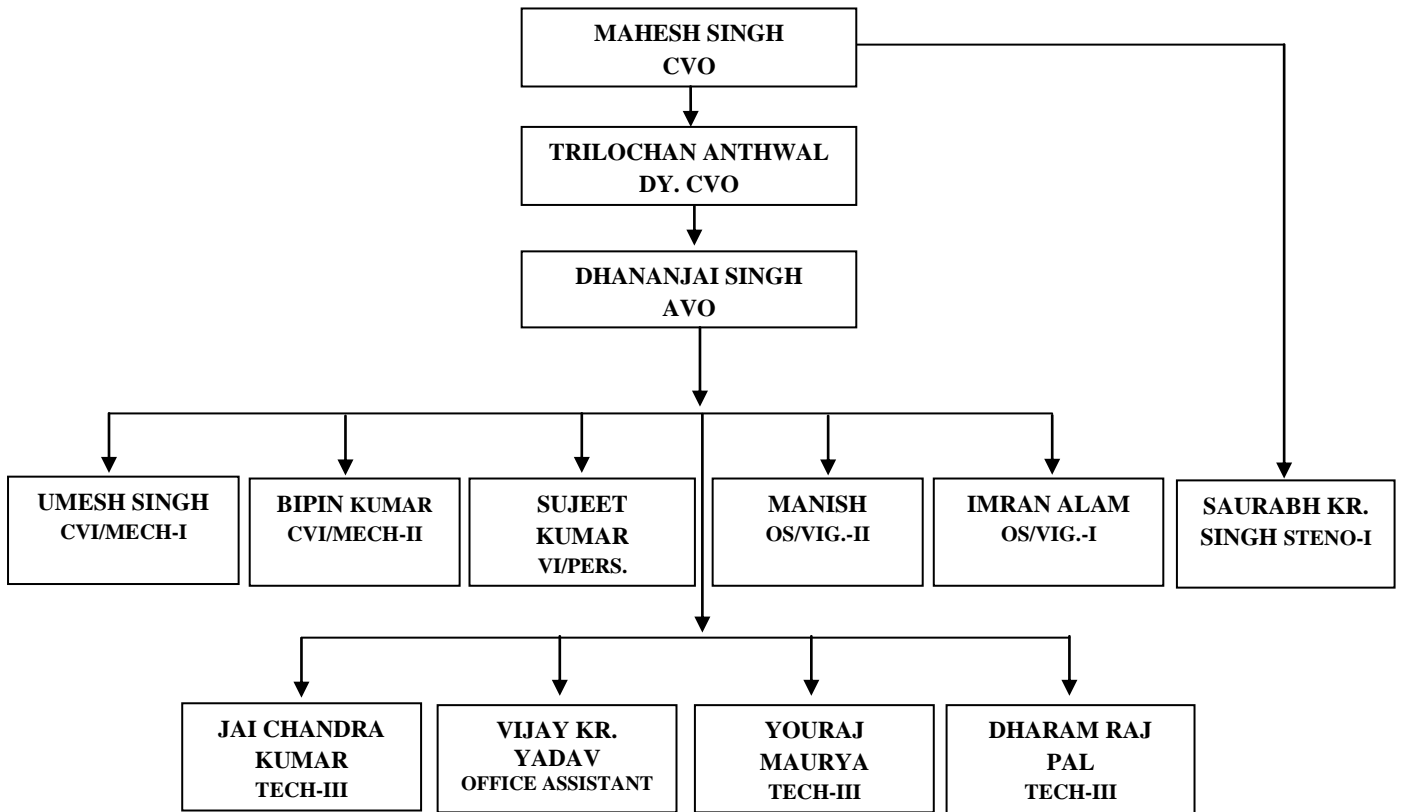 MAHESH SINGH
CVO
TRILOCHAN ANTHWAL
DY. CVO
DHANANJAI SINGH
AVO
UMESH SINGH
CVI/MECH-I
BIPIN KUMAR
CVI/MECH-II
SUJEET
KUMAR
VI/PERS.
MANISH
OS/VIG.-II
IMRAN ALAM
OS/VIG.-I
SAURABH KR.
SINGH STENO-I
JAI CHANDRA
KUMAR
TECH-III
VIJAY KR.
YADAV
OFFICE ASSISTANT
YOURAJ
MAURYA
TECH-III
DHARAM RAJ
PAL
TECH-III